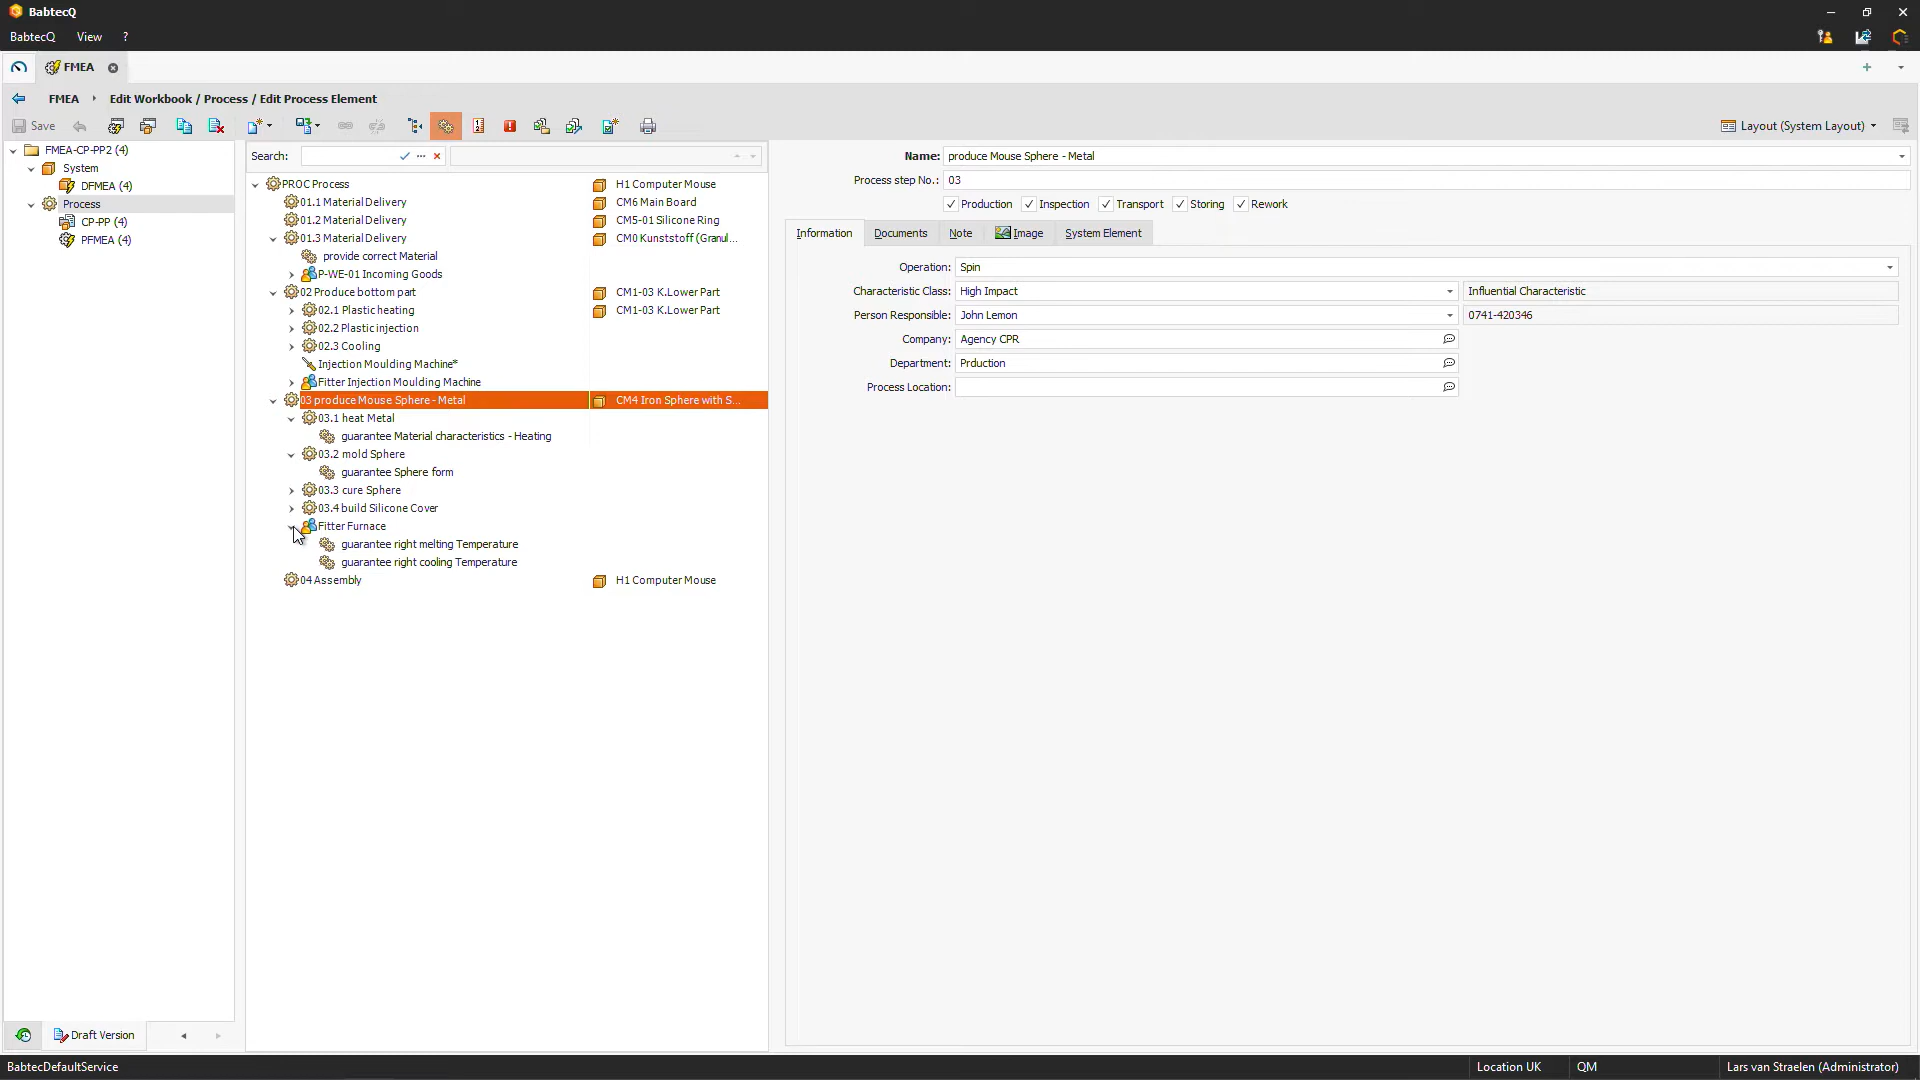 BabtecQ
BabtecQ View ?
FMEA
FMEA Edit Workbook / Process / Edit Process Element
Save
Layout (System Layout)
FMEA-CP-PP2 (4)
System
DFMEA (4)
Process
CP-PP (4)
PFMEA (4)
Search:
PROC Process H1 Computer Mouse
01.1 Material Delivery CM6 Main Board
01.2 Material Delivery CM5-01 Silicone Ring
01.3 Material Delivery CM0 Kunststoff (Granul...
provide correct Material
P-WE-01 Incoming Goods
02 Produce bottom part CM1-03 K.Lower Part
02.1 Plastic heating CM1-03 K.Lower Part
02.2 Plastic injection
02.3 Cooling
Injection Moulding Machine*
Fitter Injection Moulding Machine
03 produce Mouse Sphere - Metal CM4 Iron Sphere with S...
03.1 heat Metal
guarantee Material characteristics - Heating
03.2 mold Sphere
guarantee Sphere form
03.3 cure Sphere
03.4 build Silicone Cover
Fitter Furnace
guarantee right melting Temperature
guarantee right cooling Temperature
04 Assembly H1 Computer Mouse
Name: produce Mouse Sphere - Metal
Process step No.: 03
Production Inspection Transport Storing Rework
Information Documents Note Image System Element
Operation: Spin
Characteristic Class: High Impact Influential Characteristic
Person Responsible: John Lemon 0741-420346
Company: Agency CPR
Department: Prduction
Process Location:
Draft Version
BabtecDefaultService Location UK QM Lars van Straelen (Administrator)